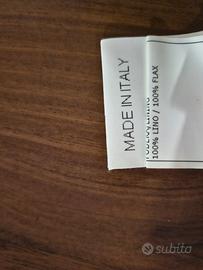 MADE IN ITALY
100% LINO / 100% FLAX
subito